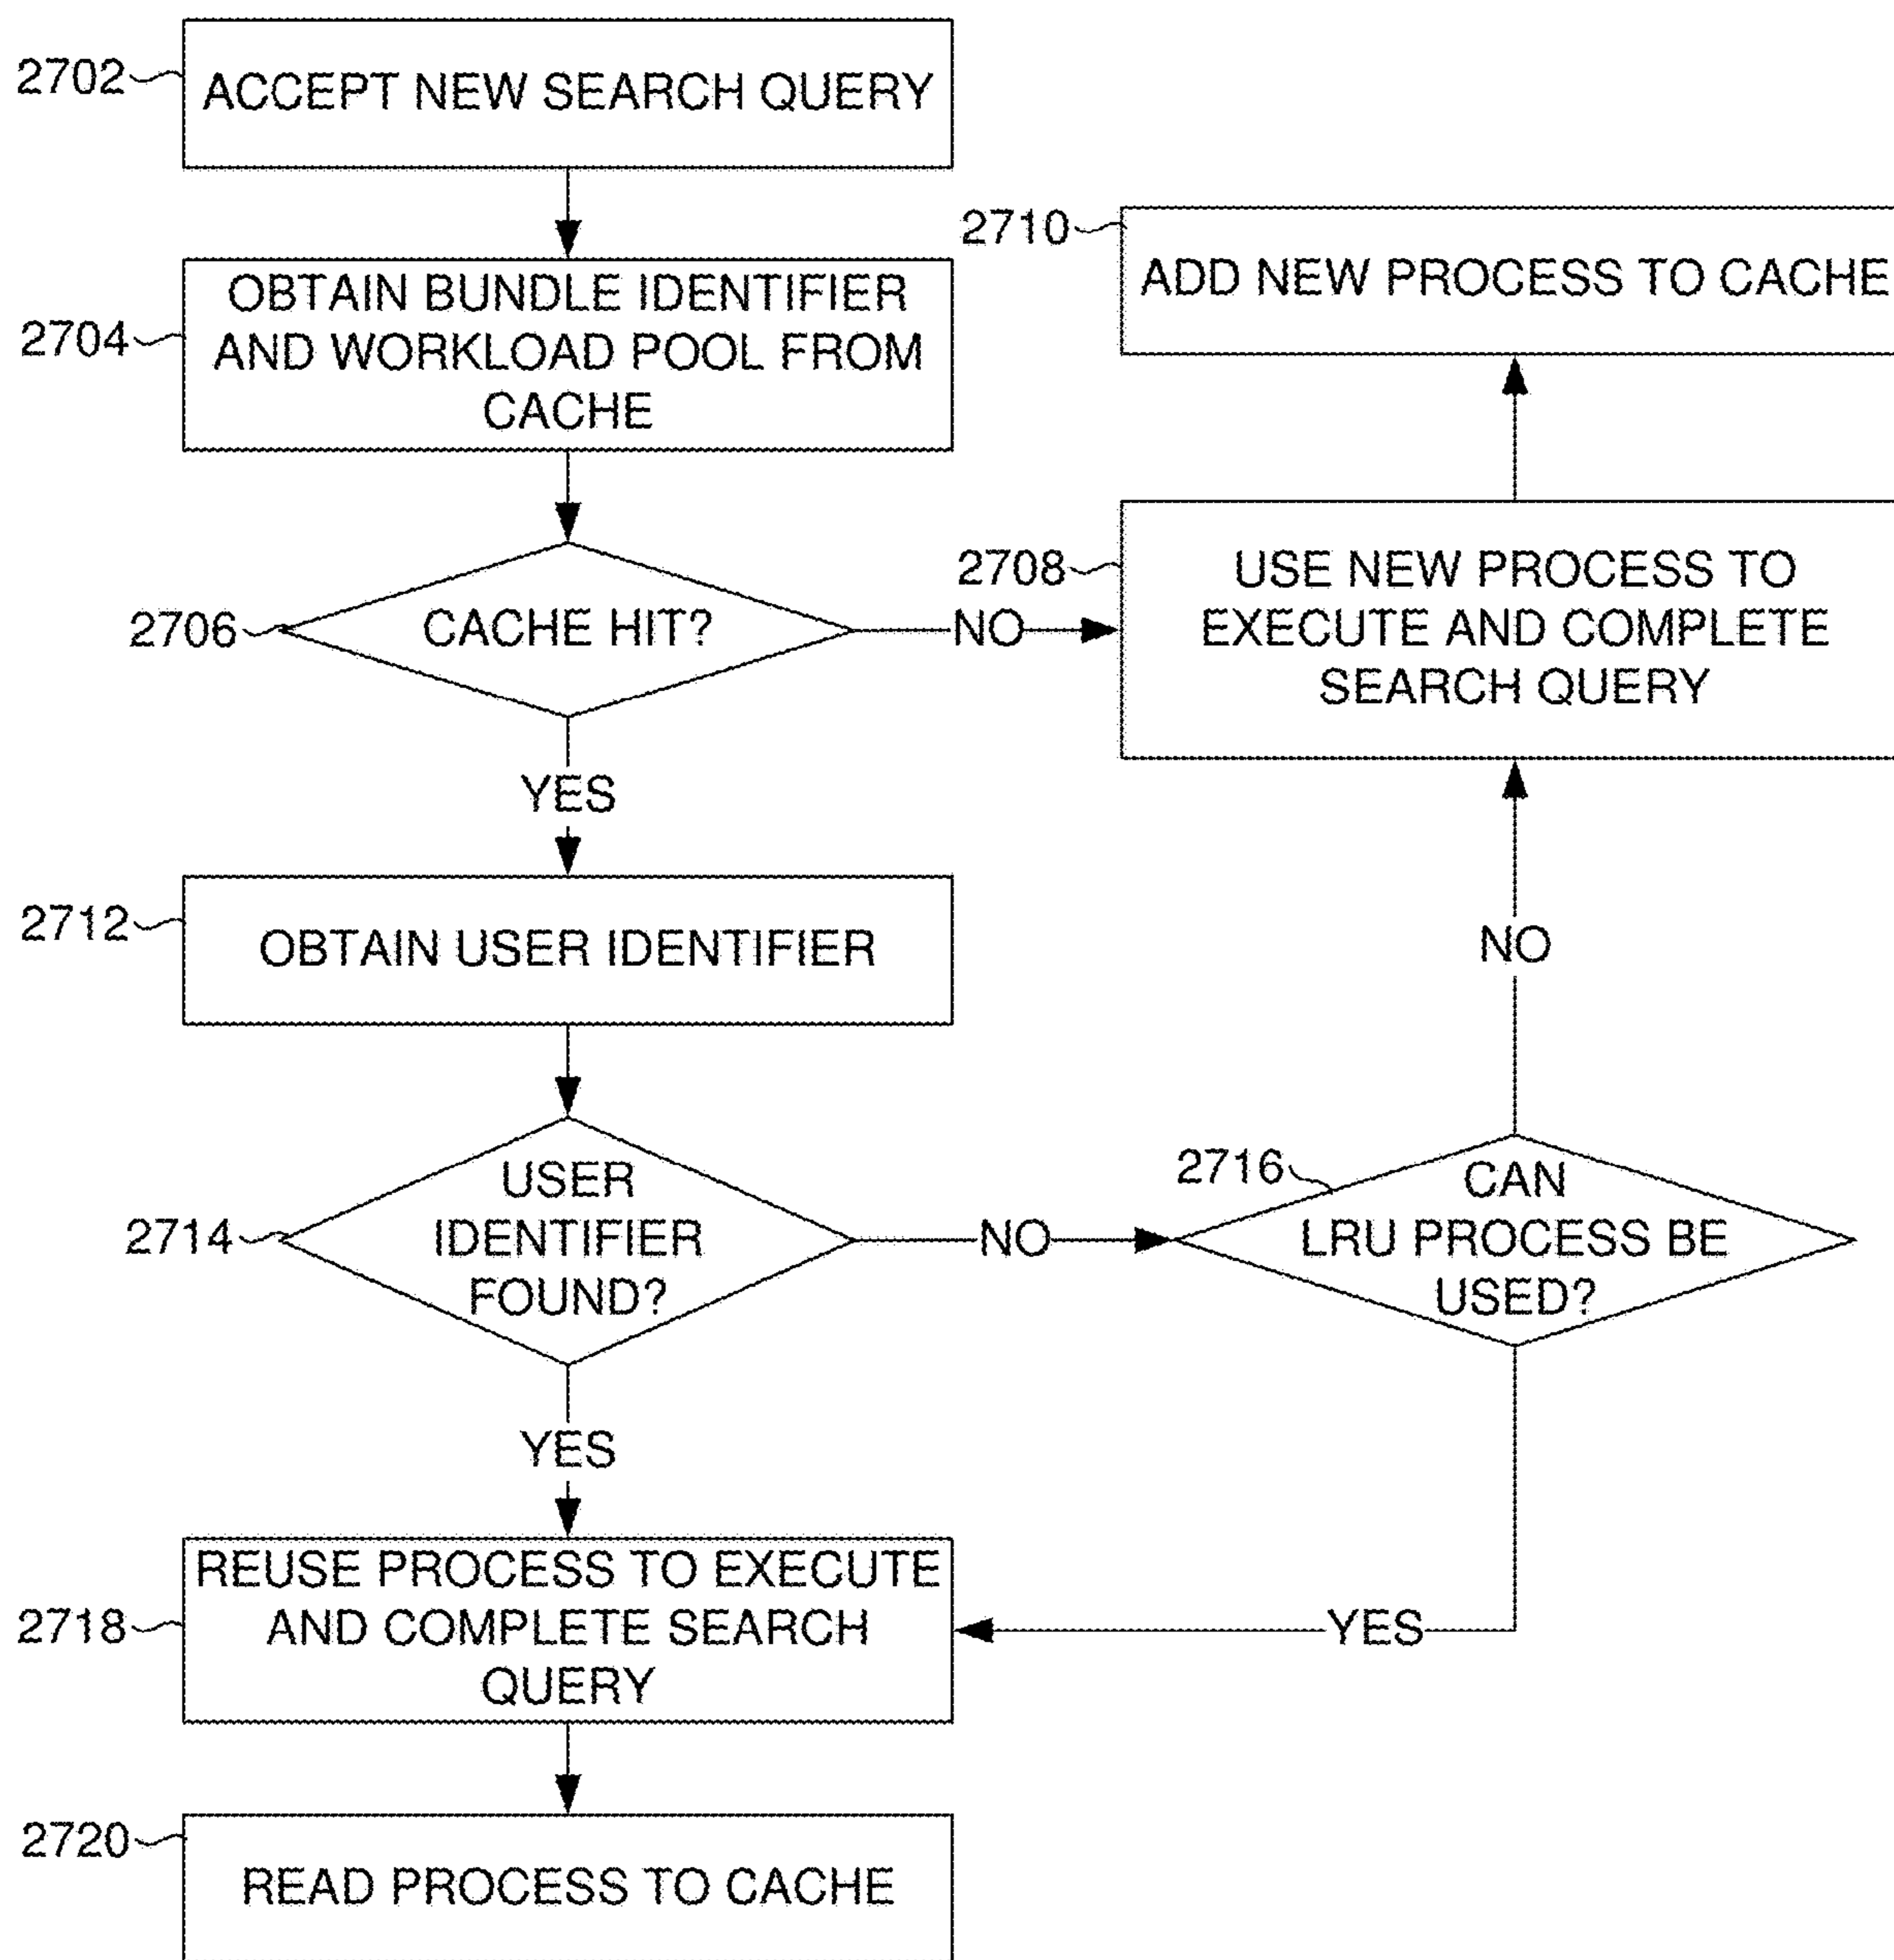 2702
ACCEPT NEW SEARCH QUERY
2704
OBTAIN BUNDLE IDENTIFIER
AND WORKLOAD POOL FROM
CACHE
2706
CACHE HIT?
NO
2708
USE NEW PROCESS TO
EXECUTE AND COMPLETE
SEARCH QUERY
2710
ADD NEW PROCESS TO CACHE
YES
2712
OBTAIN USER IDENTIFIER
2714
USER
IDENTIFIER
FOUND?
NO
2716
CAN
LRU PROCESS BE
USED?
NO
YES
YES
2718
REUSE PROCESS TO EXECUTE
AND COMPLETE SEARCH
QUERY
2720
READ PROCESS TO CACHE